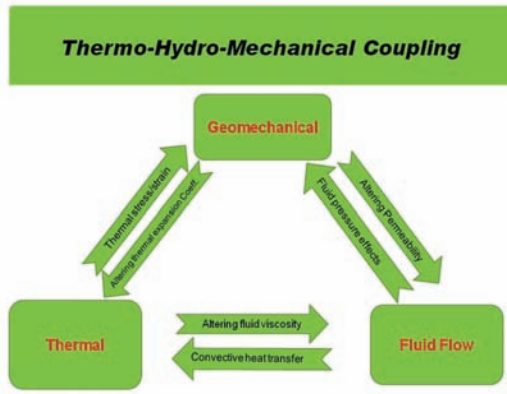 Thermo-Hydro-Mechanical Coupling
Geomechanical
Thermal stress/strain
Altering thermal expansion Coeff.
Fluid pressure effects
Altering Permeability
Thermal
Altering fluid viscosity
Convective heat transfer
Fluid Flow